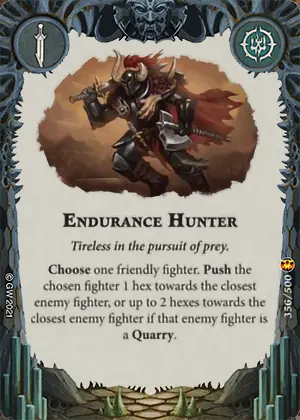 Endurance Hunter
Tireless in the pursuit of prey.
Choose one friendly fighter. Push the
chosen fighter 1 hex towards the closest
enemy fighter, or up to 2 hexes towards the
closest enemy fighter if that enemy fighter is
a Quarry.
© GW 2021
356/500